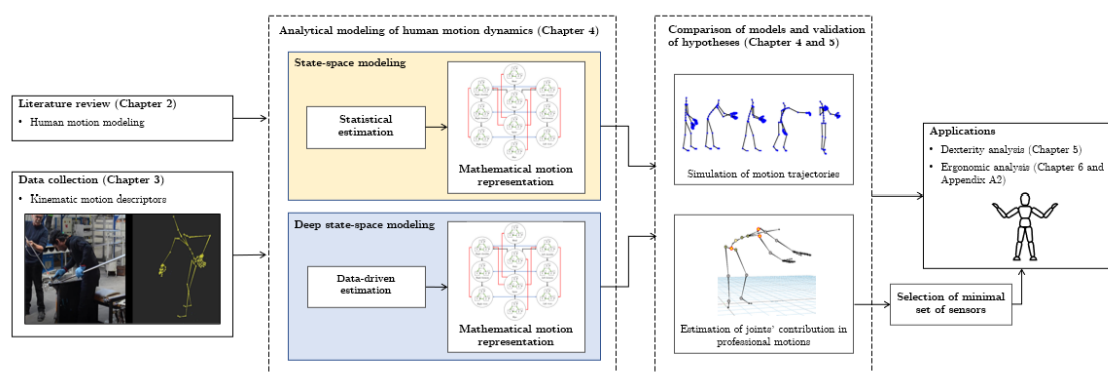 Literature review (Chapter 2)
• Human motion modeling
Data collection (Chapter 3)
• Kinematic motion descriptors
Analytical modeling of human motion dynamics (Chapter 4)
State-space modeling
Statistical
estimation
Mathematical motion
representation
Deep state-space modeling
Data-driven
estimation
Mathematical motion
representation
Comparison of models and validation
of hypotheses (Chapter 4 and 5)
Simulation of motion trajectories
Estimation of joints' contribution in
professional motions
Selection of minimal
set of sensors
Applications
• Dexterity analysis (Chapter 5)
• Ergonomic analysis (Chapter 6 and
Appendix A2)